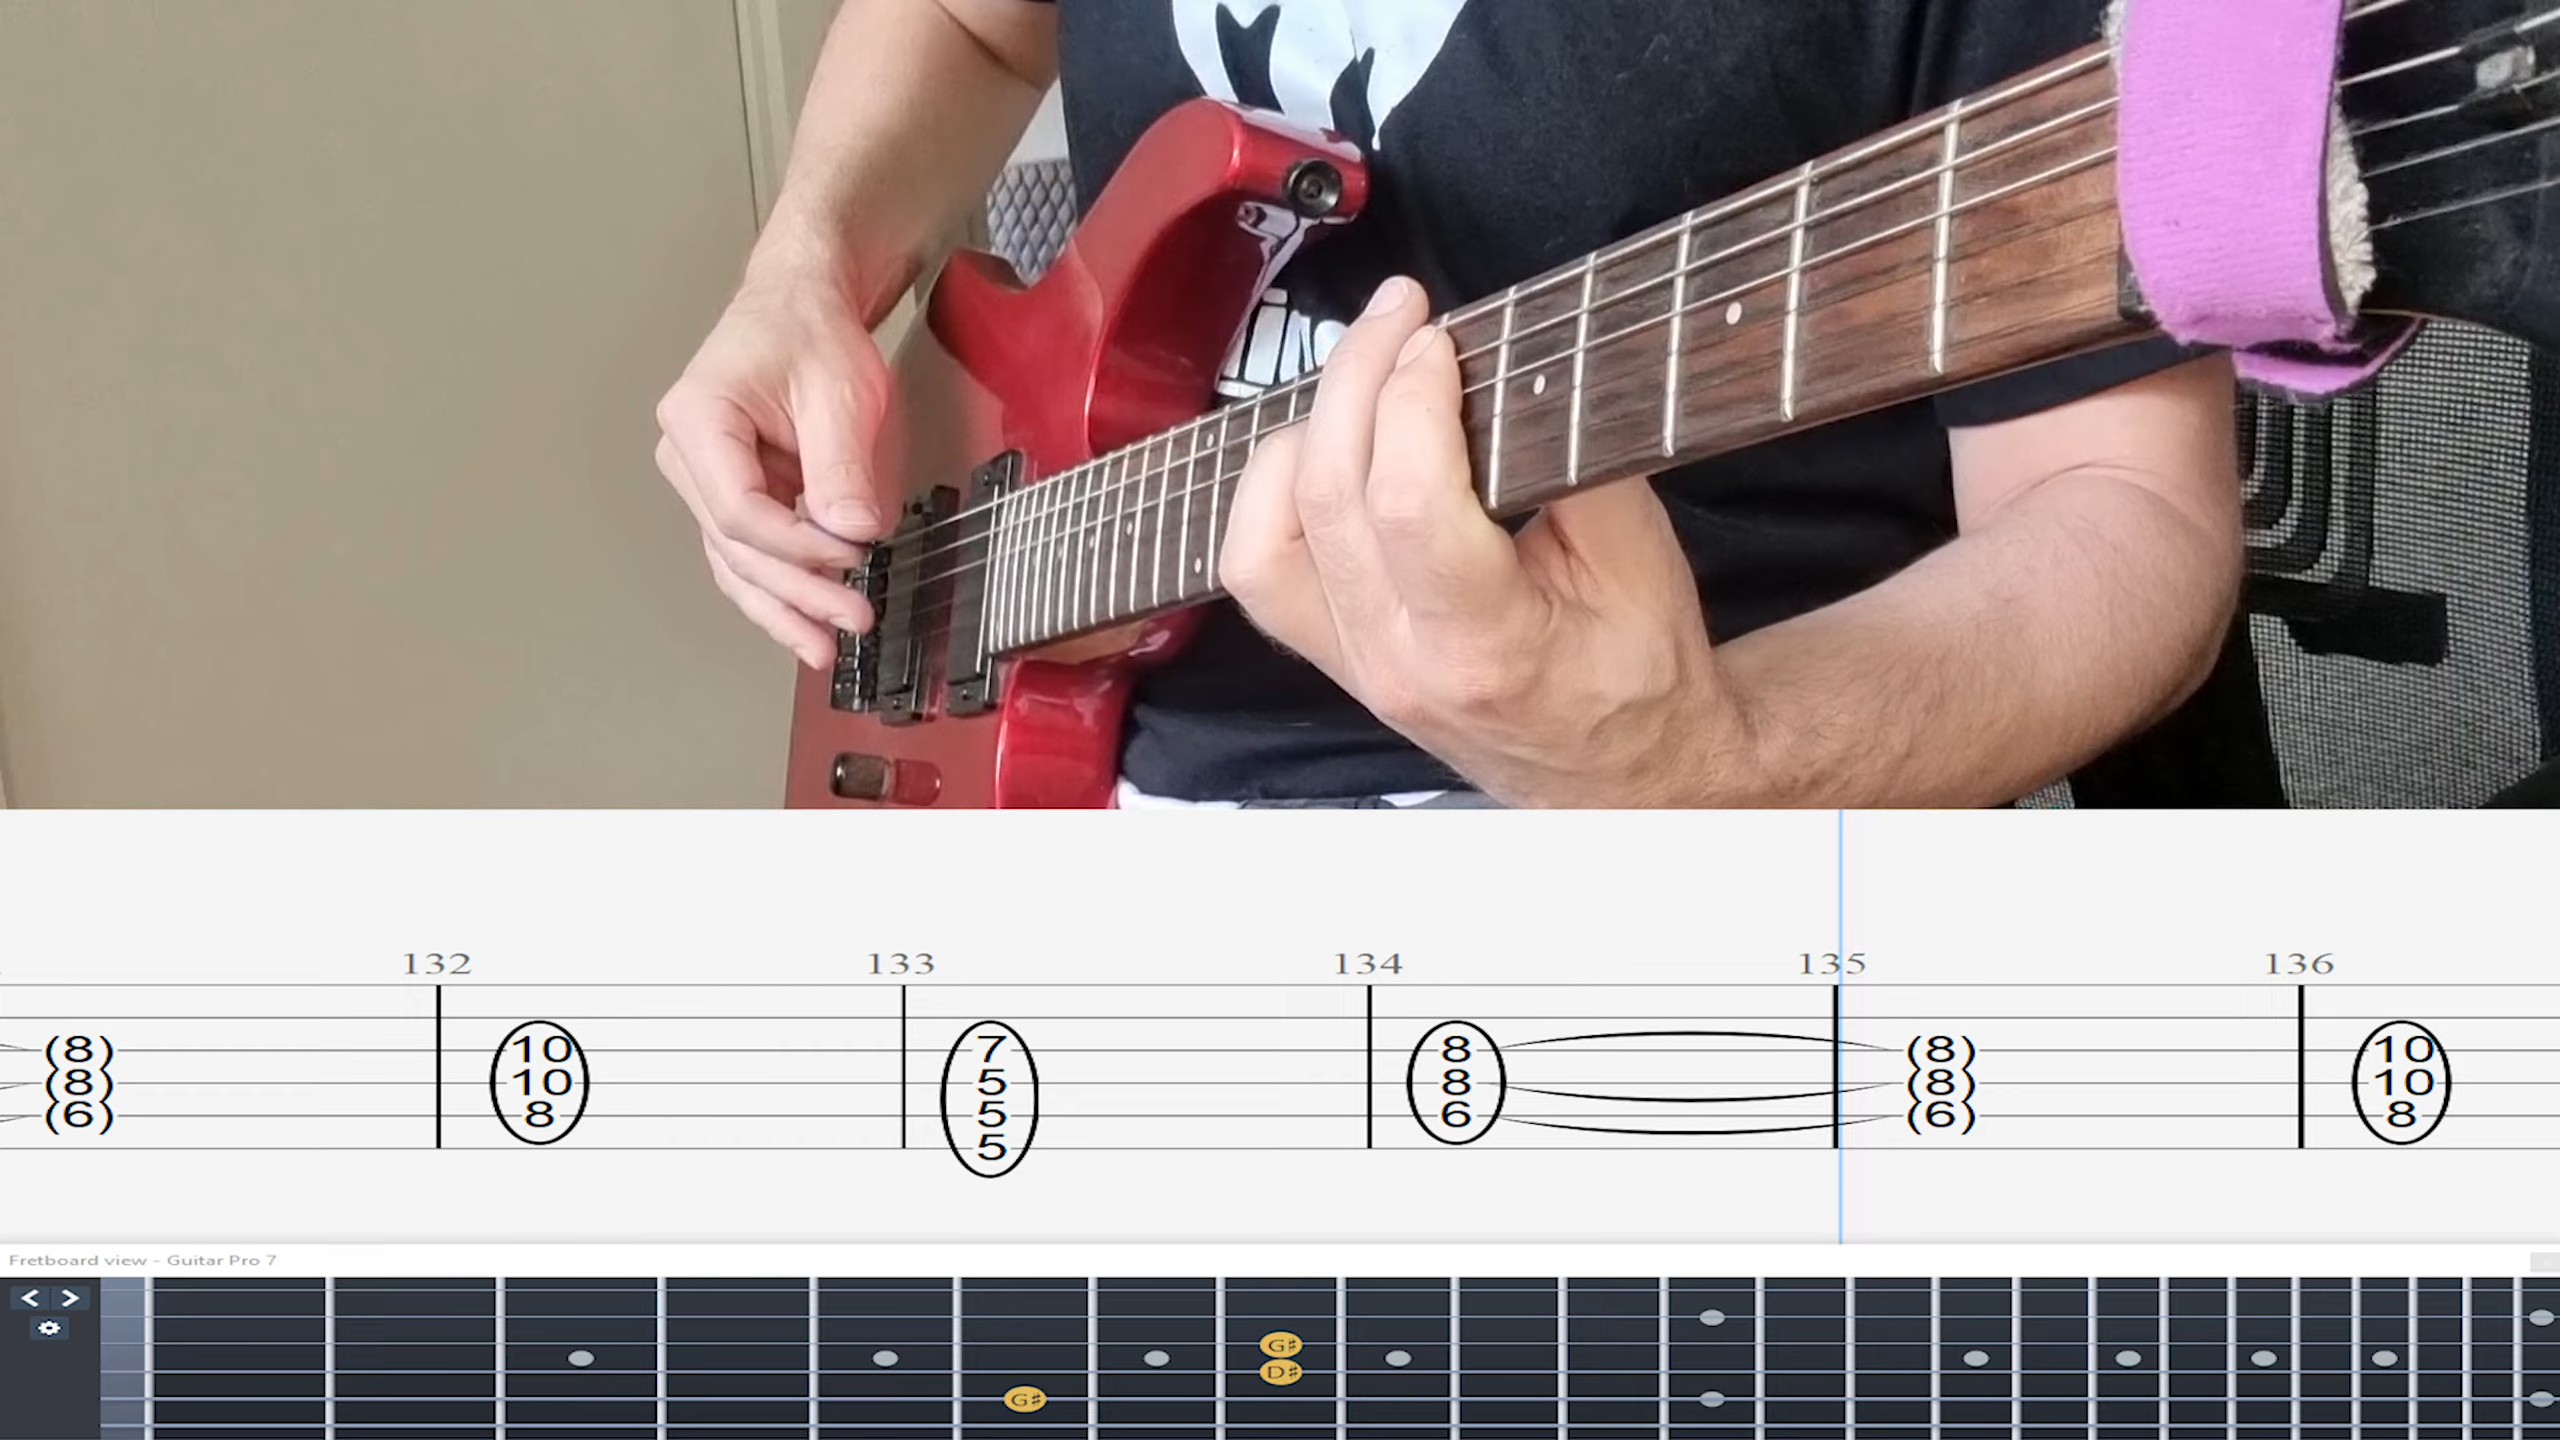 132 133 134 135 136
(8) 10 7 8 (8) 10
(8) 10 5 8 (8) 10
(6) 8 5 6 (6) 8
5
Fretboard view - Guitar Pro 7
G♯
D♯
G♯